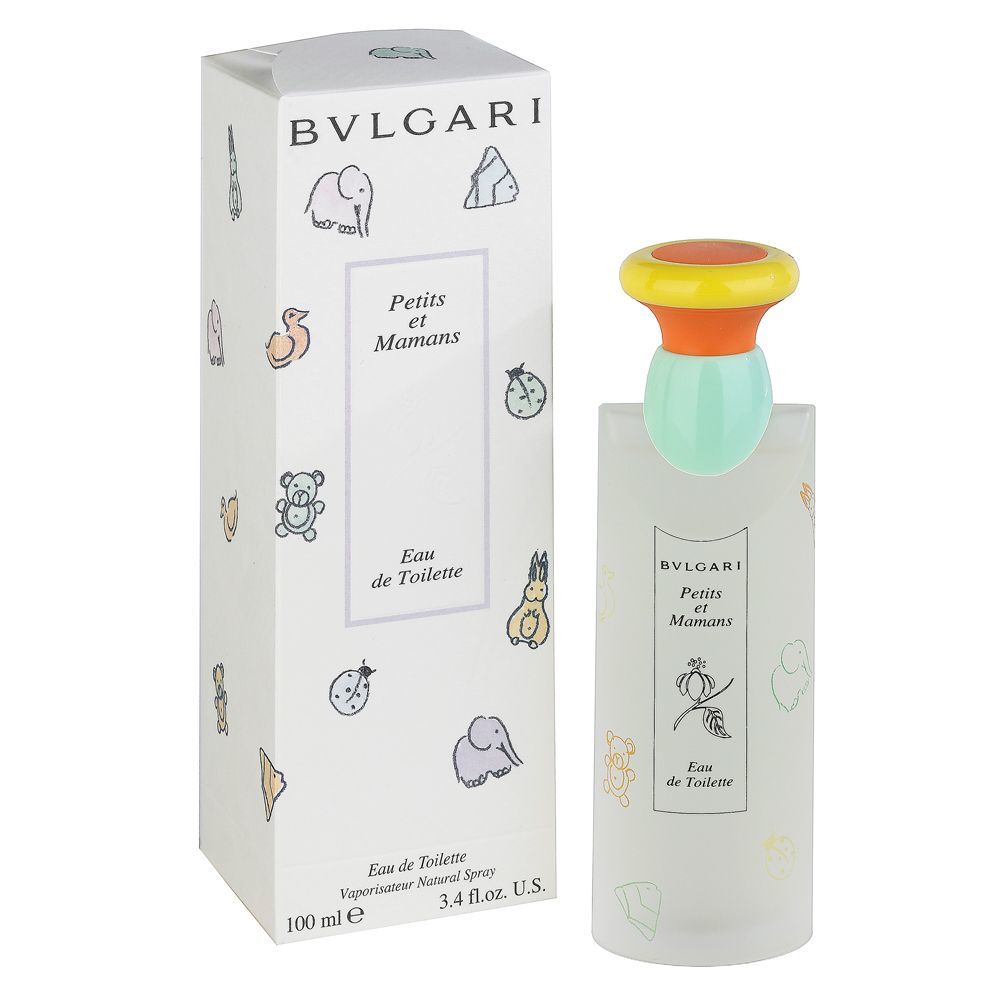 BVLGARI
Petits
et
Mamans
Eau
de Toilette
Eau de Toilette
Vaporisateur Natural Spray
100 ml ℮ 3.4 fl.oz. U.S.
BVLGARI
Petits
et
Mamans
Eau
de Toilette